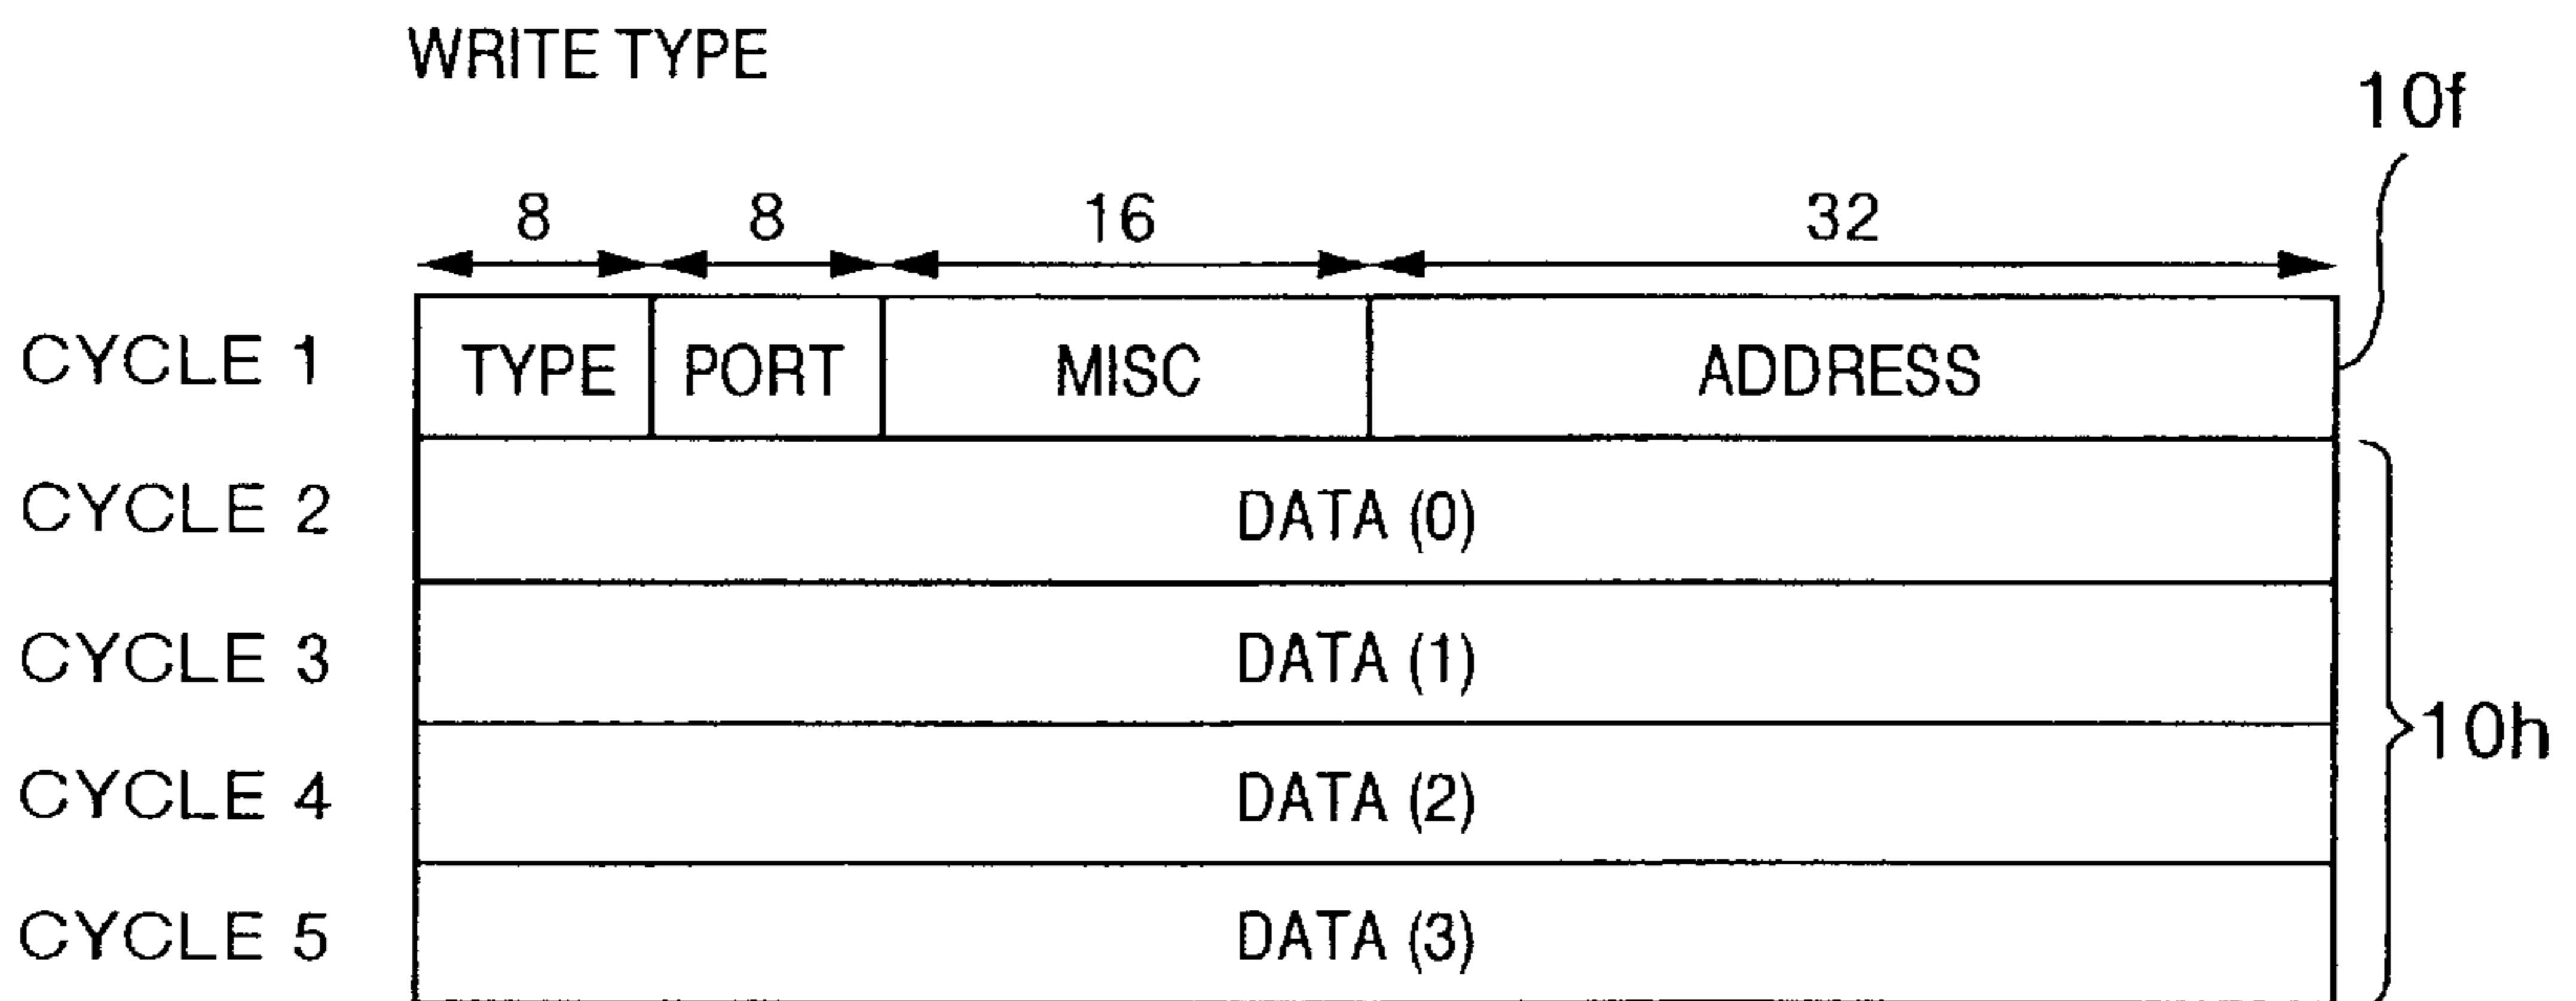 WRITE TYPE
10f
8 8 16 32
CYCLE 1 TYPE PORT MISC ADDRESS
CYCLE 2 DATA (0)
CYCLE 3 DATA (1)
10h
CYCLE 4 DATA (2)
CYCLE 5 DATA (3)